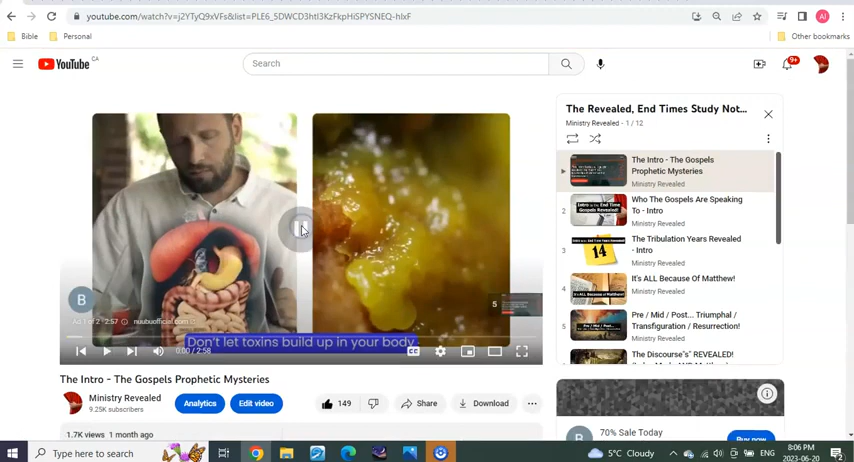 youtube.com/watch?v=j2YTyQ9xVFs&list=PLE6_5DWCD3htl3KzFkpHiSPYSNEQ-hlxF
Bible
Personal
Other bookmarks
YouTube CA
Search
9+
The Revealed, End Times Study Not...
Ministry Revealed - 1 / 12
The Intro - The Gospels
Prophetic Mysteries
Ministry Revealed
2
Who The Gospels Are Speaking
To - Intro
Ministry Revealed
3
14
The Tribulation Years Revealed
- Intro
Ministry Revealed
4
It's ALL Because Of Matthew!
Ministry Revealed
5
Pre / Mid / Post... Triumphal /
Transfiguration / Resurrection!
Ministry Revealed
The Discourse"s" REVEALED!
B
Ad 1 of 2 · 2:57
nuubuofficial.com
5
Don't let toxins build up in your body
0:00 / 2:58
The Intro - The Gospels Prophetic Mysteries
Ministry Revealed
9.25K subscribers
Analytics
Edit video
149
Share
Download
1.7K views 1 month ago
B
70% Sale Today
Buy now
Type here to search
5°C Cloudy
ENG
8:06 PM
2023-06-20
2